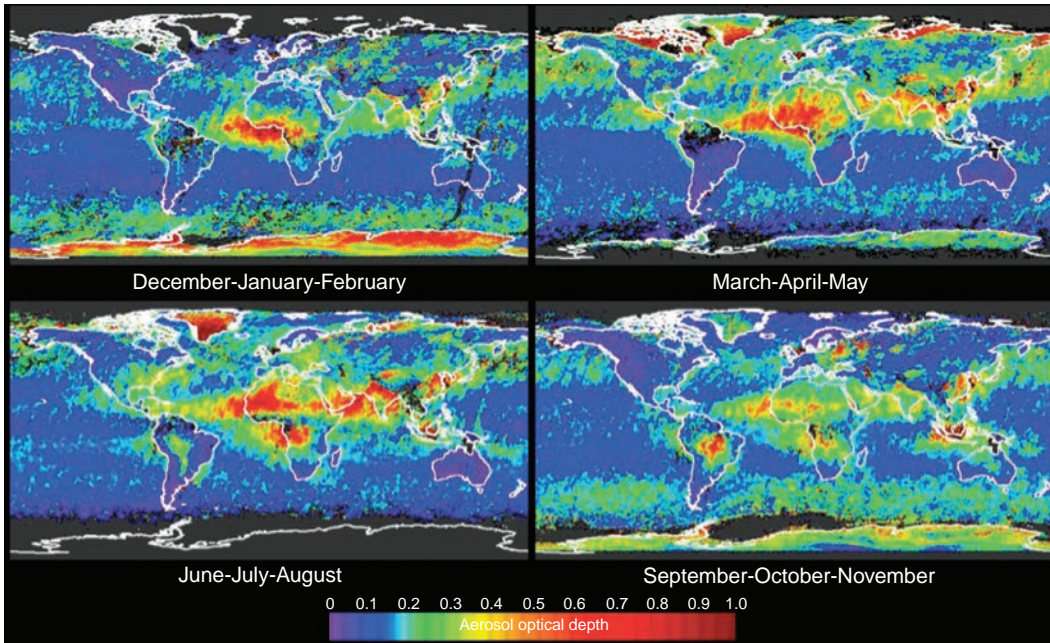 December-January-February
March-April-May
June-July-August
September-October-November
0 0.1 0.2 0.3 0.4 0.5 0.6 0.7 0.8 0.9 1.0
Aerosol optical depth